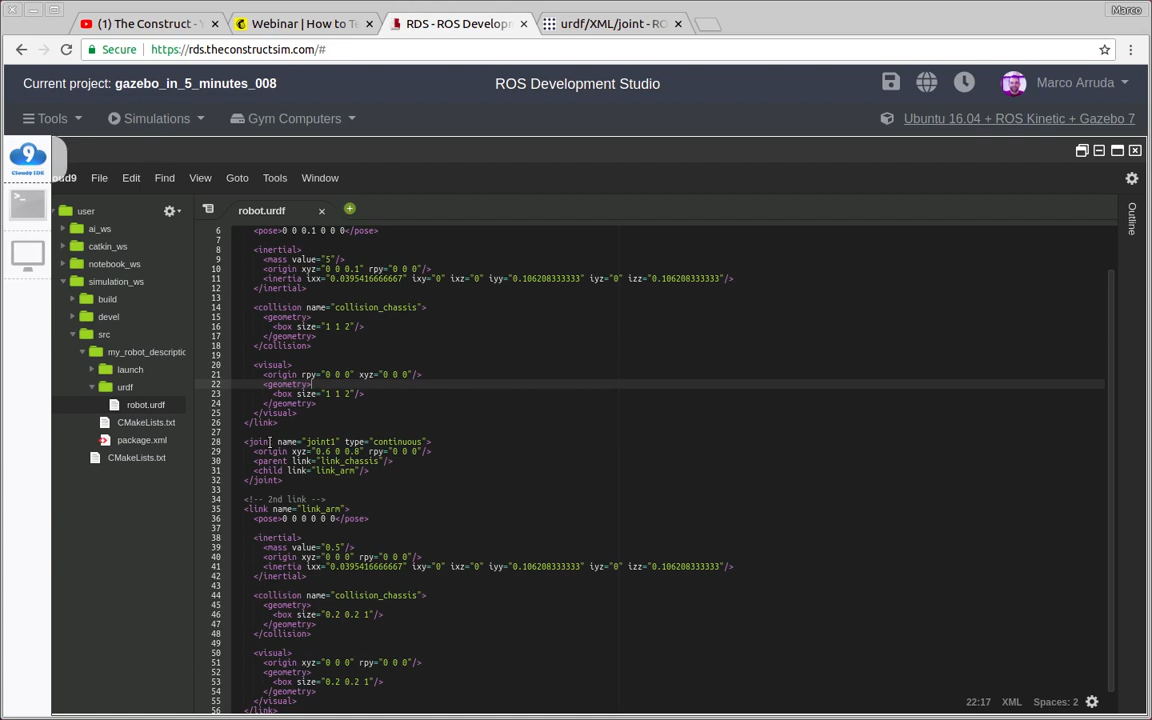 Marco
(1) The Construct - Y
Webinar | How to Te
RDS - ROS Developm
urdf/XML/joint - RO
Secure
https://rds.theconstructsim.com/#
Current project: gazebo_in_5_minutes_008
ROS Development Studio
Marco Arruda
Tools
Simulations
Gym Computers
Ubuntu 16.04 + ROS Kinetic + Gazebo 7
9
Cloud9 IDE
oud9
File
Edit
Find
View
Goto
Tools
Window
user
ai_ws
catkin_ws
notebook_ws
simulation_ws
build
devel
src
my_robot_descriptic
launch
urdf
robot.urdf
CMakeLists.txt
package.xml
CMakeLists.txt
robot.urdf
Outline
6 <pose>0 0 0.1 0 0 0</pose>
7
8 <inertial>
9 <mass value="5"/>
10 <origin xyz="0 0 0.1" rpy="0 0 0"/>
11 <inertia ixx="0.0395416666667" ixy="0" ixz="0" iyy="0.106208333333" iyz="0" izz="0.106208333333"/>
12 </inertial>
13
14 <collision name="collision_chassis">
15 <geometry>
16 <box size="1 1 2"/>
17 </geometry>
18 </collision>
19
20 <visual>
21 <origin rpy="0 0 0" xyz="0 0 0"/>
22 <geometry>
23 <box size="1 1 2"/>
24 </geometry>
25 </visual>
26 </link>
27
28 <joint name="joint1" type="continuous">
29 <origin xyz="0.6 0 0.8" rpy="0 0 0"/>
30 <parent link="link_chassis"/>
31 <child link="link_arm"/>
32 </joint>
33
34 <!-- 2nd link -->
35 <link name="link_arm">
36 <pose>0 0 0 0 0 0</pose>
37
38 <inertial>
39 <mass value="0.5"/>
40 <origin xyz="0 0 0" rpy="0 0 0"/>
41 <inertia ixx="0.0395416666667" ixy="0" ixz="0" iyy="0.106208333333" iyz="0" izz="0.106208333333"/>
42 </inertial>
43
44 <collision name="collision_chassis">
45 <geometry>
46 <box size="0.2 0.2 1"/>
47 </geometry>
48 </collision>
49
50 <visual>
51 <origin xyz="0 0 0" rpy="0 0 0"/>
52 <geometry>
53 <box size="0.2 0.2 1"/>
54 </geometry>
55 </visual>
56 </link>
22:17
XML
Spaces: 2